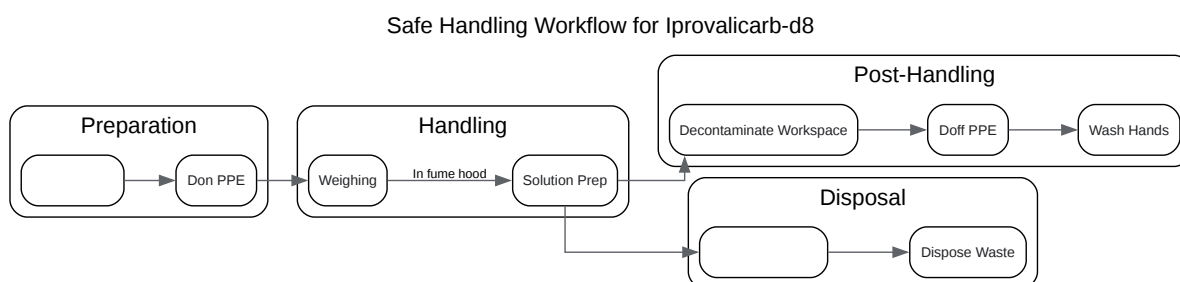 Safe Handling Workflow for Iprovalicarb-d8
Preparation
Don PPE
Handling
Weighing
In fume hood
Solution Prep
Post-Handling
Decontaminate Workspace
Doff PPE
Wash Hands
Disposal
Dispose Waste